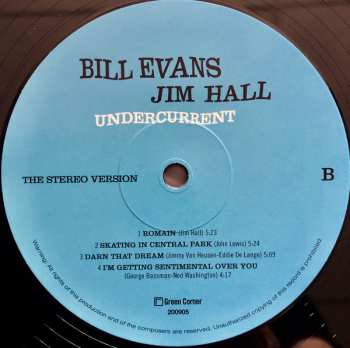 BILL EVANS
JIM HALL
UNDERCURRENT
THE STEREO VERSION
B
1 ROMAIN (Jim Hall) 5:23
2 SKATING IN CENTRAL PARK (John Lewis) 5:24
3 DARN THAT DREAM (Jimmy Van Heusen-Eddie De Lange) 5:09
4 I'M GETTING SENTIMENTAL OVER YOU
(George Bassman-Ned Washington) 4:17
Green Corner
200905
Warning: All rights of this production end of the composers are reserved. Unauthorized copying of this record is prohibited.